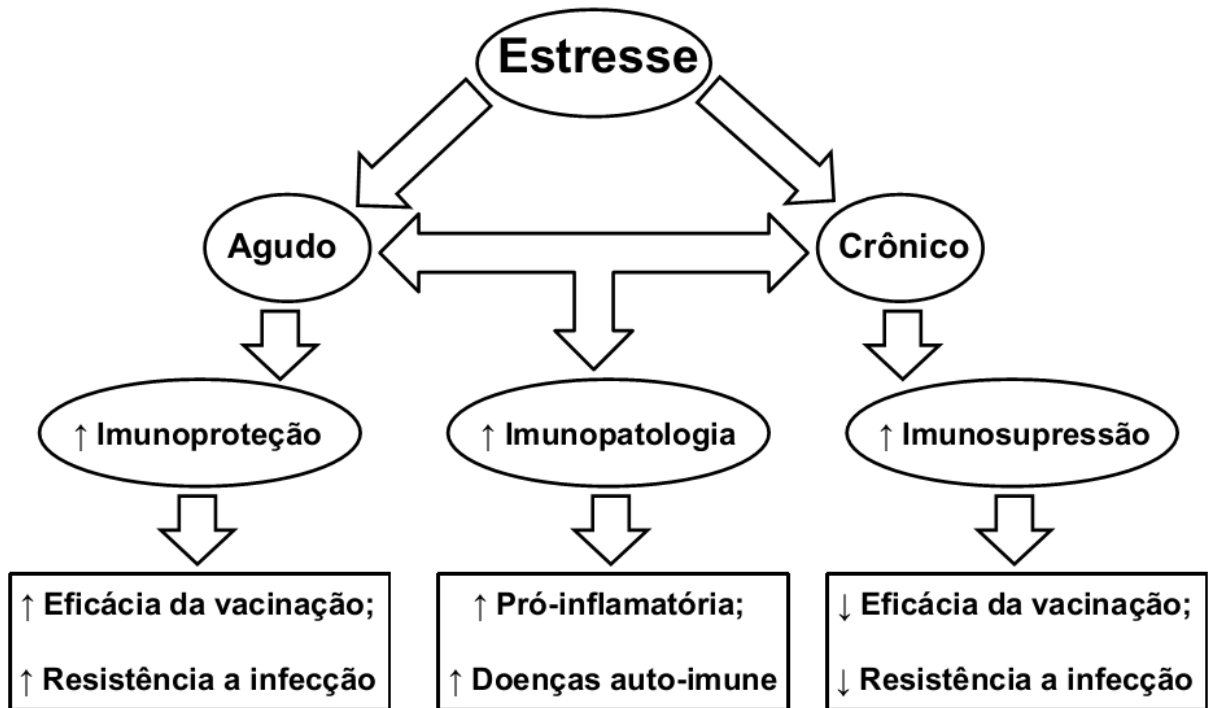 Estresse
Agudo
Crônico
↑ Imunoproteção
↑ Imunopatologia
↑ Imunosupressão
↑ Eficácia da vacinação;
↑ Resistência a infecção
↑ Pró-inflamatória;
↑ Doenças auto-imune
↓ Eficácia da vacinação;
↓ Resistência a infecção